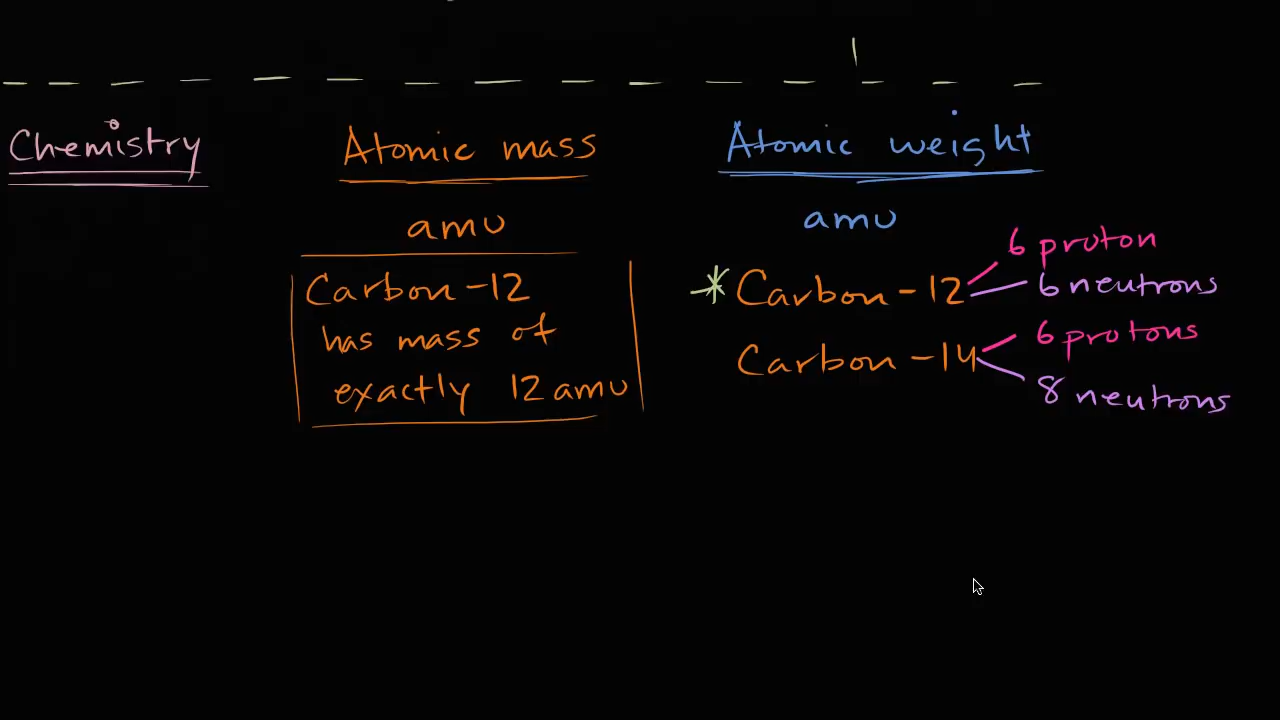 Chemistry
Atomic mass
Atomic weight
amu
amu
Carbon-12
has mass of
exactly 12 amu
* Carbon-12
6 proton
6 neutrons
Carbon-14
6 protons
8 neutrons